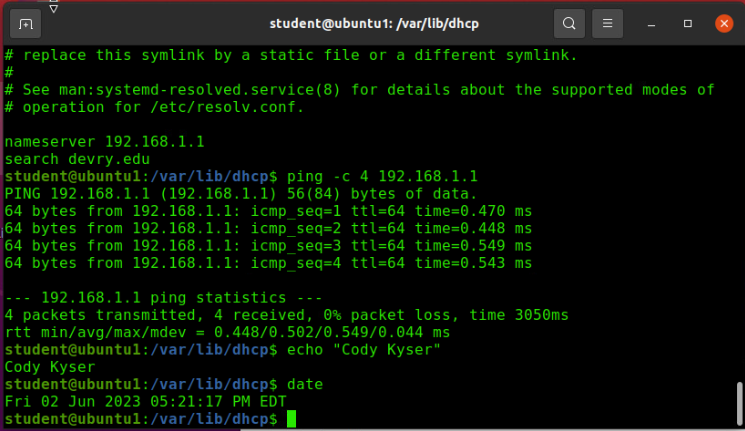 student@ubuntu1: /var/lib/dhcp
# replace this symlink by a static file or a different symlink.
#
# See man:systemd-resolved.service(8) for details about the supported modes of
# operation for /etc/resolv.conf.
nameserver 192.168.1.1
search devry.edu
student@ubuntu1:/var/lib/dhcp$ ping -c 4 192.168.1.1
PING 192.168.1.1 (192.168.1.1) 56(84) bytes of data.
64 bytes from 192.168.1.1: icmp_seq=1 ttl=64 time=0.470 ms
64 bytes from 192.168.1.1: icmp_seq=2 ttl=64 time=0.448 ms
64 bytes from 192.168.1.1: icmp_seq=3 ttl=64 time=0.549 ms
64 bytes from 192.168.1.1: icmp_seq=4 ttl=64 time=0.543 ms
--- 192.168.1.1 ping statistics ---
4 packets transmitted, 4 received, 0% packet loss, time 3050ms
rtt min/avg/max/mdev = 0.448/0.502/0.549/0.044 ms
student@ubuntu1:/var/lib/dhcp$ echo "Cody Kyser"
Cody Kyser
student@ubuntu1:/var/lib/dhcp$ date
Fri 02 Jun 2023 05:21:17 PM EDT
student@ubuntu1:/var/lib/dhcp$